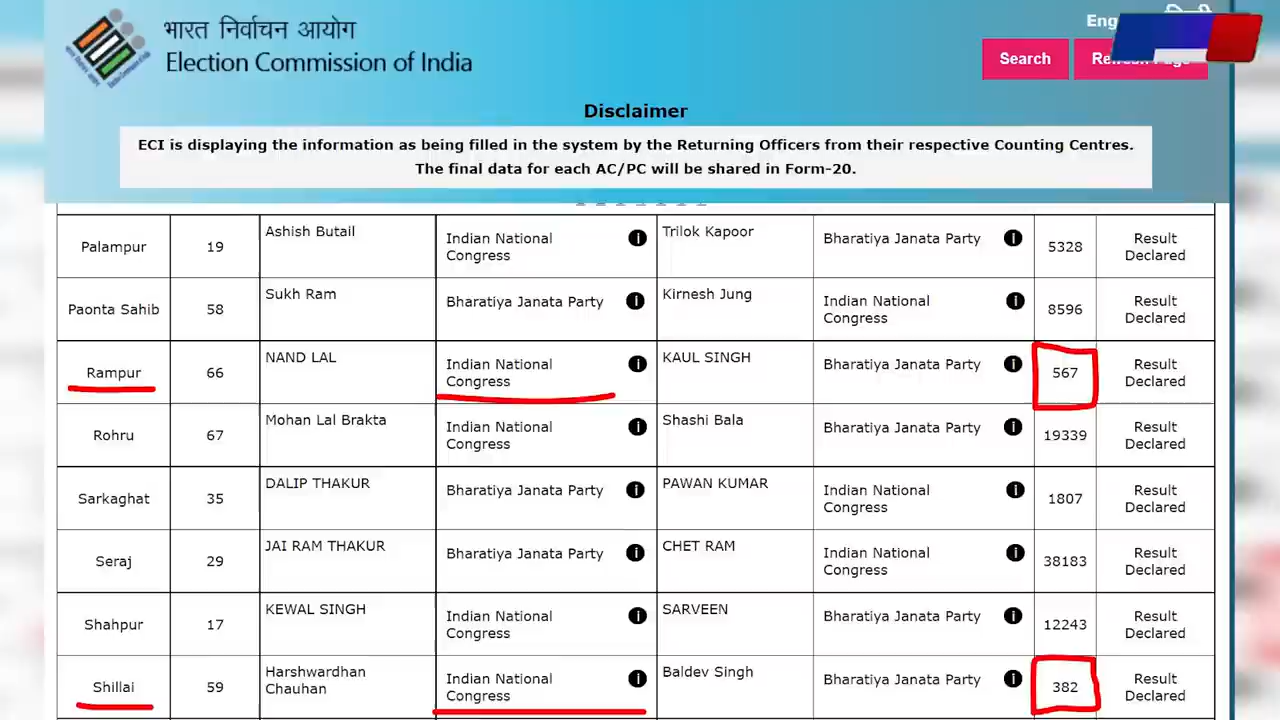 भारत निर्वाचन आयोग
Election Commission of India
Search
Disclaimer
ECI is displaying the information as being filled in the system by the Returning Officers from their respective Counting Centres.
The final data for each AC/PC will be shared in Form-20.
Palampur 19 Ashish Butail Indian National Congress i Trilok Kapoor Bharatiya Janata Party i 5328 Result Declared
Paonta Sahib 58 Sukh Ram Bharatiya Janata Party i Kirnesh Jung Indian National Congress i 8596 Result Declared
Rampur 66 NAND LAL Indian National Congress i KAUL SINGH Bharatiya Janata Party i 567 Result Declared
Rohru 67 Mohan Lal Brakta Indian National Congress i Shashi Bala Bharatiya Janata Party i 19339 Result Declared
Sarkaghat 35 DALIP THAKUR Bharatiya Janata Party i PAWAN KUMAR Indian National Congress i 1807 Result Declared
Seraj 29 JAI RAM THAKUR Bharatiya Janata Party i CHET RAM Indian National Congress i 38183 Result Declared
Shahpur 17 KEWAL SINGH Indian National Congress i SARVEEN Bharatiya Janata Party i 12243 Result Declared
Shillai 59 Harshwardhan Chauhan Indian National Congress i Baldev Singh Bharatiya Janata Party i 382 Result Declared